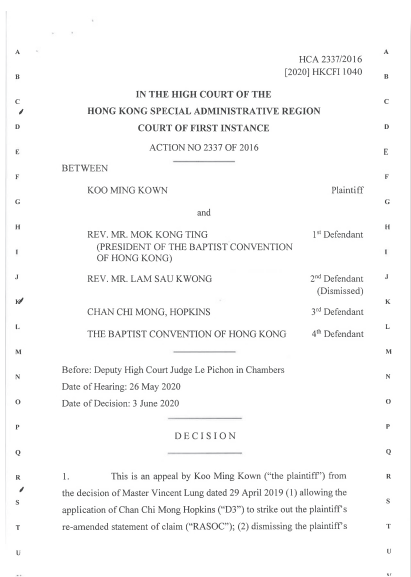 HCA 2337/2016
[2020] HKCFI 1040
IN THE HIGH COURT OF THE
HONG KONG SPECIAL ADMINISTRATIVE REGION
COURT OF FIRST INSTANCE
ACTION NO 2337 OF 2016
BETWEEN
KOO MING KOWN Plaintiff
and
REV. MR. MOK KONG TING 1st Defendant
(PRESIDENT OF THE BAPTIST CONVENTION
OF HONG KONG)
REV. MR. LAM SAU KWONG 2nd Defendant
(Dismissed)
CHAN CHI MONG, HOPKINS 3rd Defendant
THE BAPTIST CONVENTION OF HONG KONG 4th Defendant
Before: Deputy High Court Judge Le Pichon in Chambers
Date of Hearing: 26 May 2020
Date of Decision: 3 June 2020
DECISION
1. This is an appeal by Koo Ming Kown ("the plaintiff") from
the decision of Master Vincent Lung dated 29 April 2019 (1) allowing the
application of Chan Chi Mong Hopkins ("D3") to strike out the plaintiff's
re-amended statement of claim ("RASOC"); (2) dismissing the plaintiff's
A
B
C
D
E
F
G
H
I
J
K
L
M
N
O
P
Q
R
S
T
U
A
B
C
D
E
F
G
H
I
J
K
L
M
N
O
P
Q
R
S
T
U